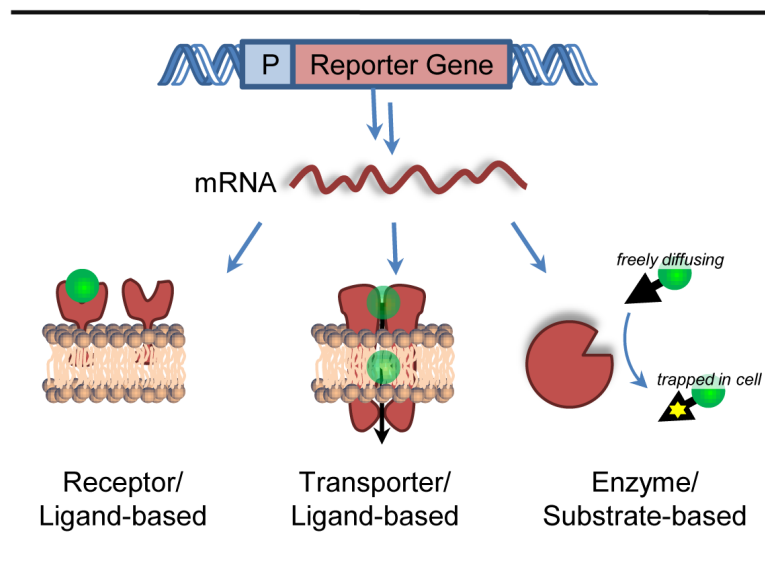 P
Reporter Gene
mRNA
freely diffusing
trapped in cell
Receptor/
Ligand-based
Transporter/
Ligand-based
Enzyme/
Substrate-based